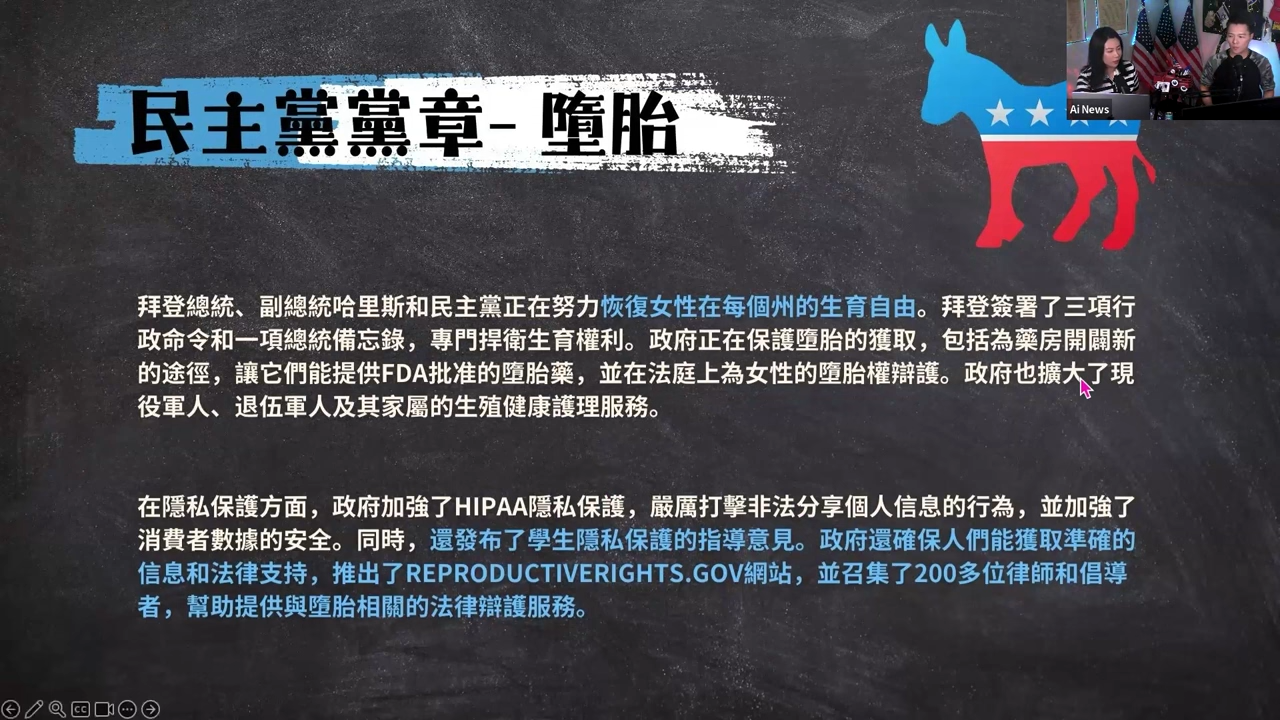 民主黨黨章- 墮胎
Ai News
拜登總統、副總統哈里斯和民主黨正在努力恢復女性在每個州的生育自由。拜登簽署了三項行
政命令和一項總統備忘錄，專門捍衛生育權利。政府正在保護墮胎的獲取，包括為藥房開闢新
的途徑，讓它們能提供FDA批准的墮胎藥，並在法庭上為女性的墮胎權辯護。政府也擴大了現
役軍人、退伍軍人及其家屬的生殖健康護理服務。
在隱私保護方面，政府加強了HIPAA隱私保護，嚴厲打擊非法分享個人信息的行為，並加強了
消費者數據的安全。同時，還發布了學生隱私保護的指導意見。政府還確保人們能獲取準確的
信息和法律支持，推出了REPRODUCTIVERIGHTS.GOV網站，並召集了200多位律師和倡導
者，幫助提供與墮胎相關的法律辯護服務。
CC